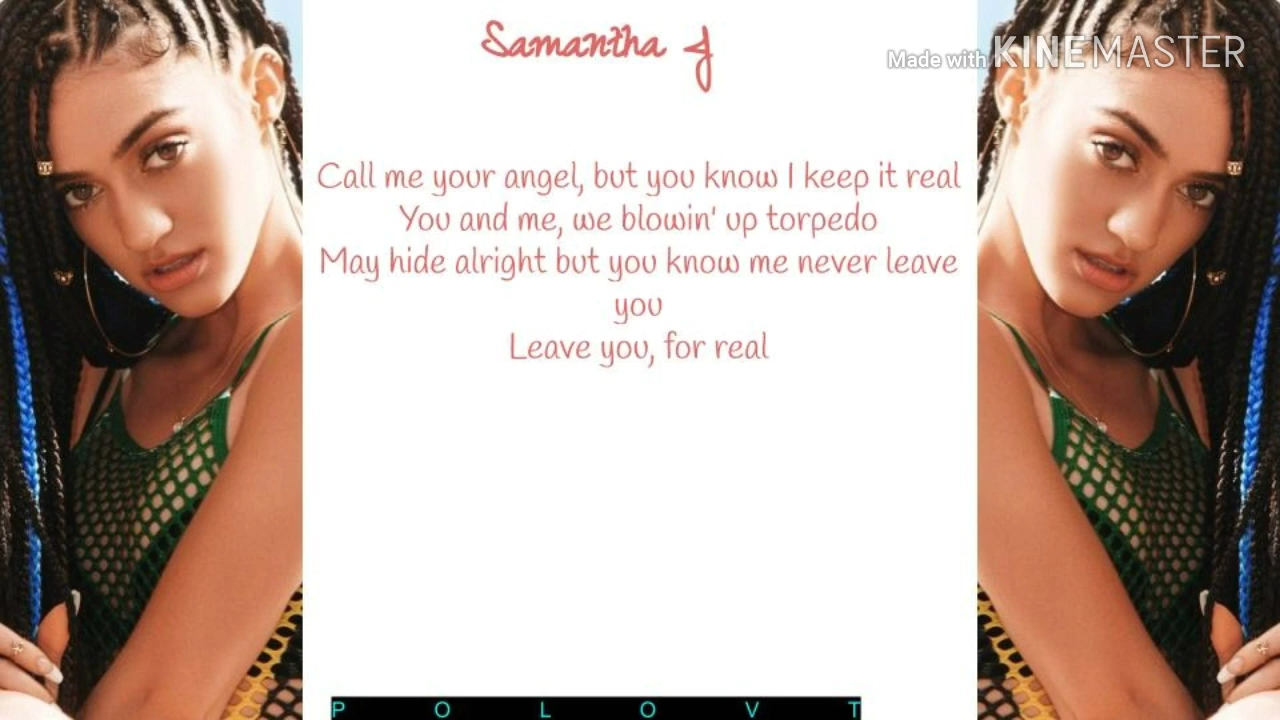 Samantha J
Made with KINEMASTER
Call me your angel, but you know I keep it real
You and me, we blowin' up torpedo
May hide alright but you know me never leave
you
Leave you, for real
P O L O V T